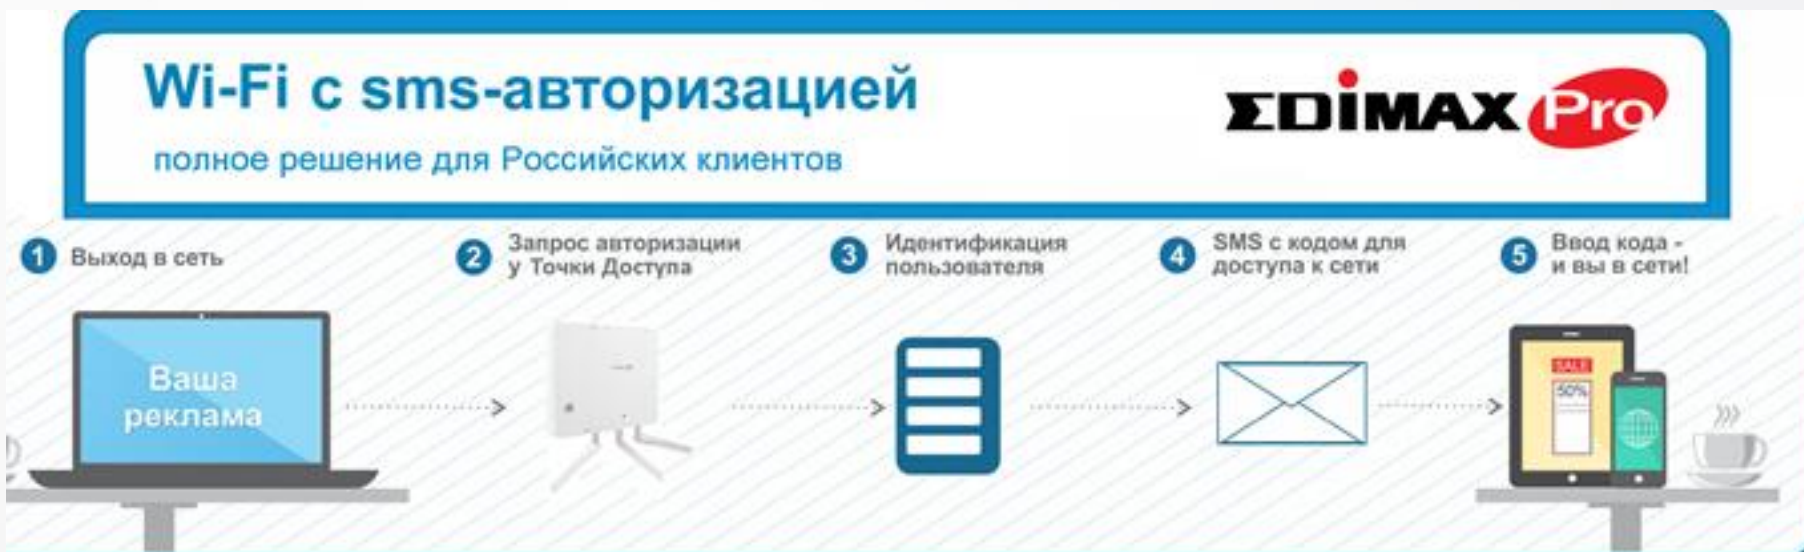 Wi-Fi с sms-авторизацией
полное решение для Российских клиентов
ΣDIMAX Pro
1 Выход в сеть
2 Запрос авторизации
у Точки Доступа
3 Идентификация
пользователя
4 SMS с кодом для
доступа к сети
5 Ввод кода -
и вы в сети!
Ваша
реклама
SALE
50%